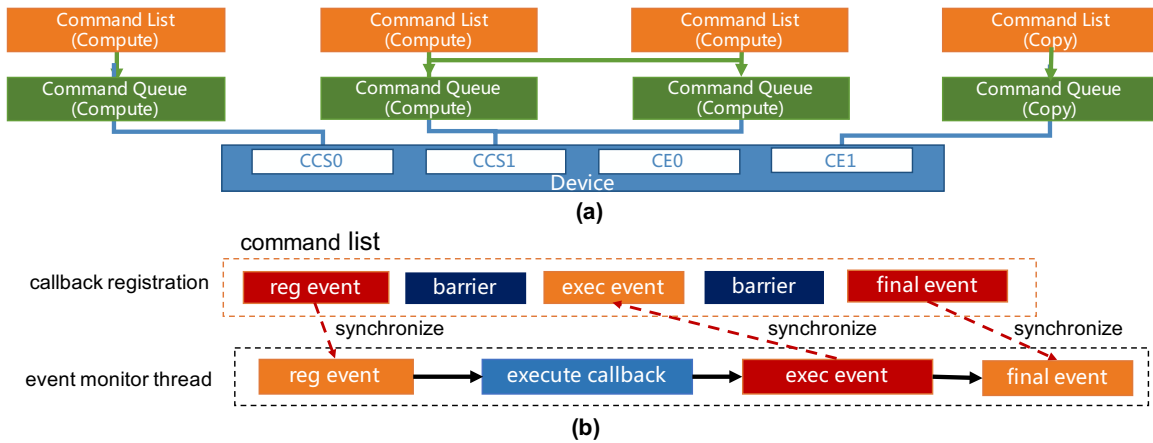 Command List
(Compute)
Command List
(Compute)
Command List
(Compute)
Command List
(Copy)
Command Queue
(Compute)
Command Queue
(Compute)
Command Queue
(Compute)
Command Queue
(Copy)
CCS0
CCS1
CE0
CE1
Device
(a)
command list
callback registration
reg event
barrier
exec event
barrier
final event
synchronize
synchronize
synchronize
event monitor thread
reg event
execute callback
exec event
final event
(b)